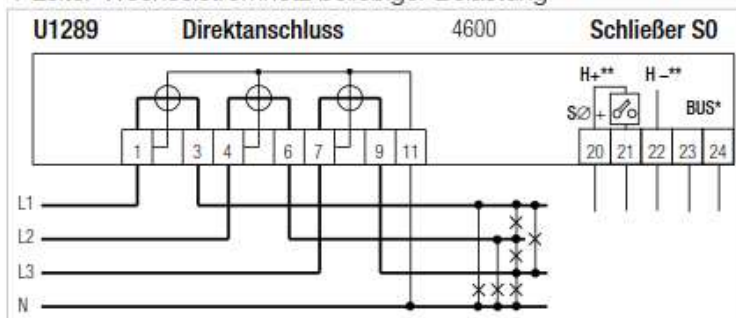 U1289 Direktanschluss 4600 Schließer S0
H+** H –**
S∅ + BUS*
1 3 4 6 7 9 11 20 21 22 23 24
L1
L2
L3
N